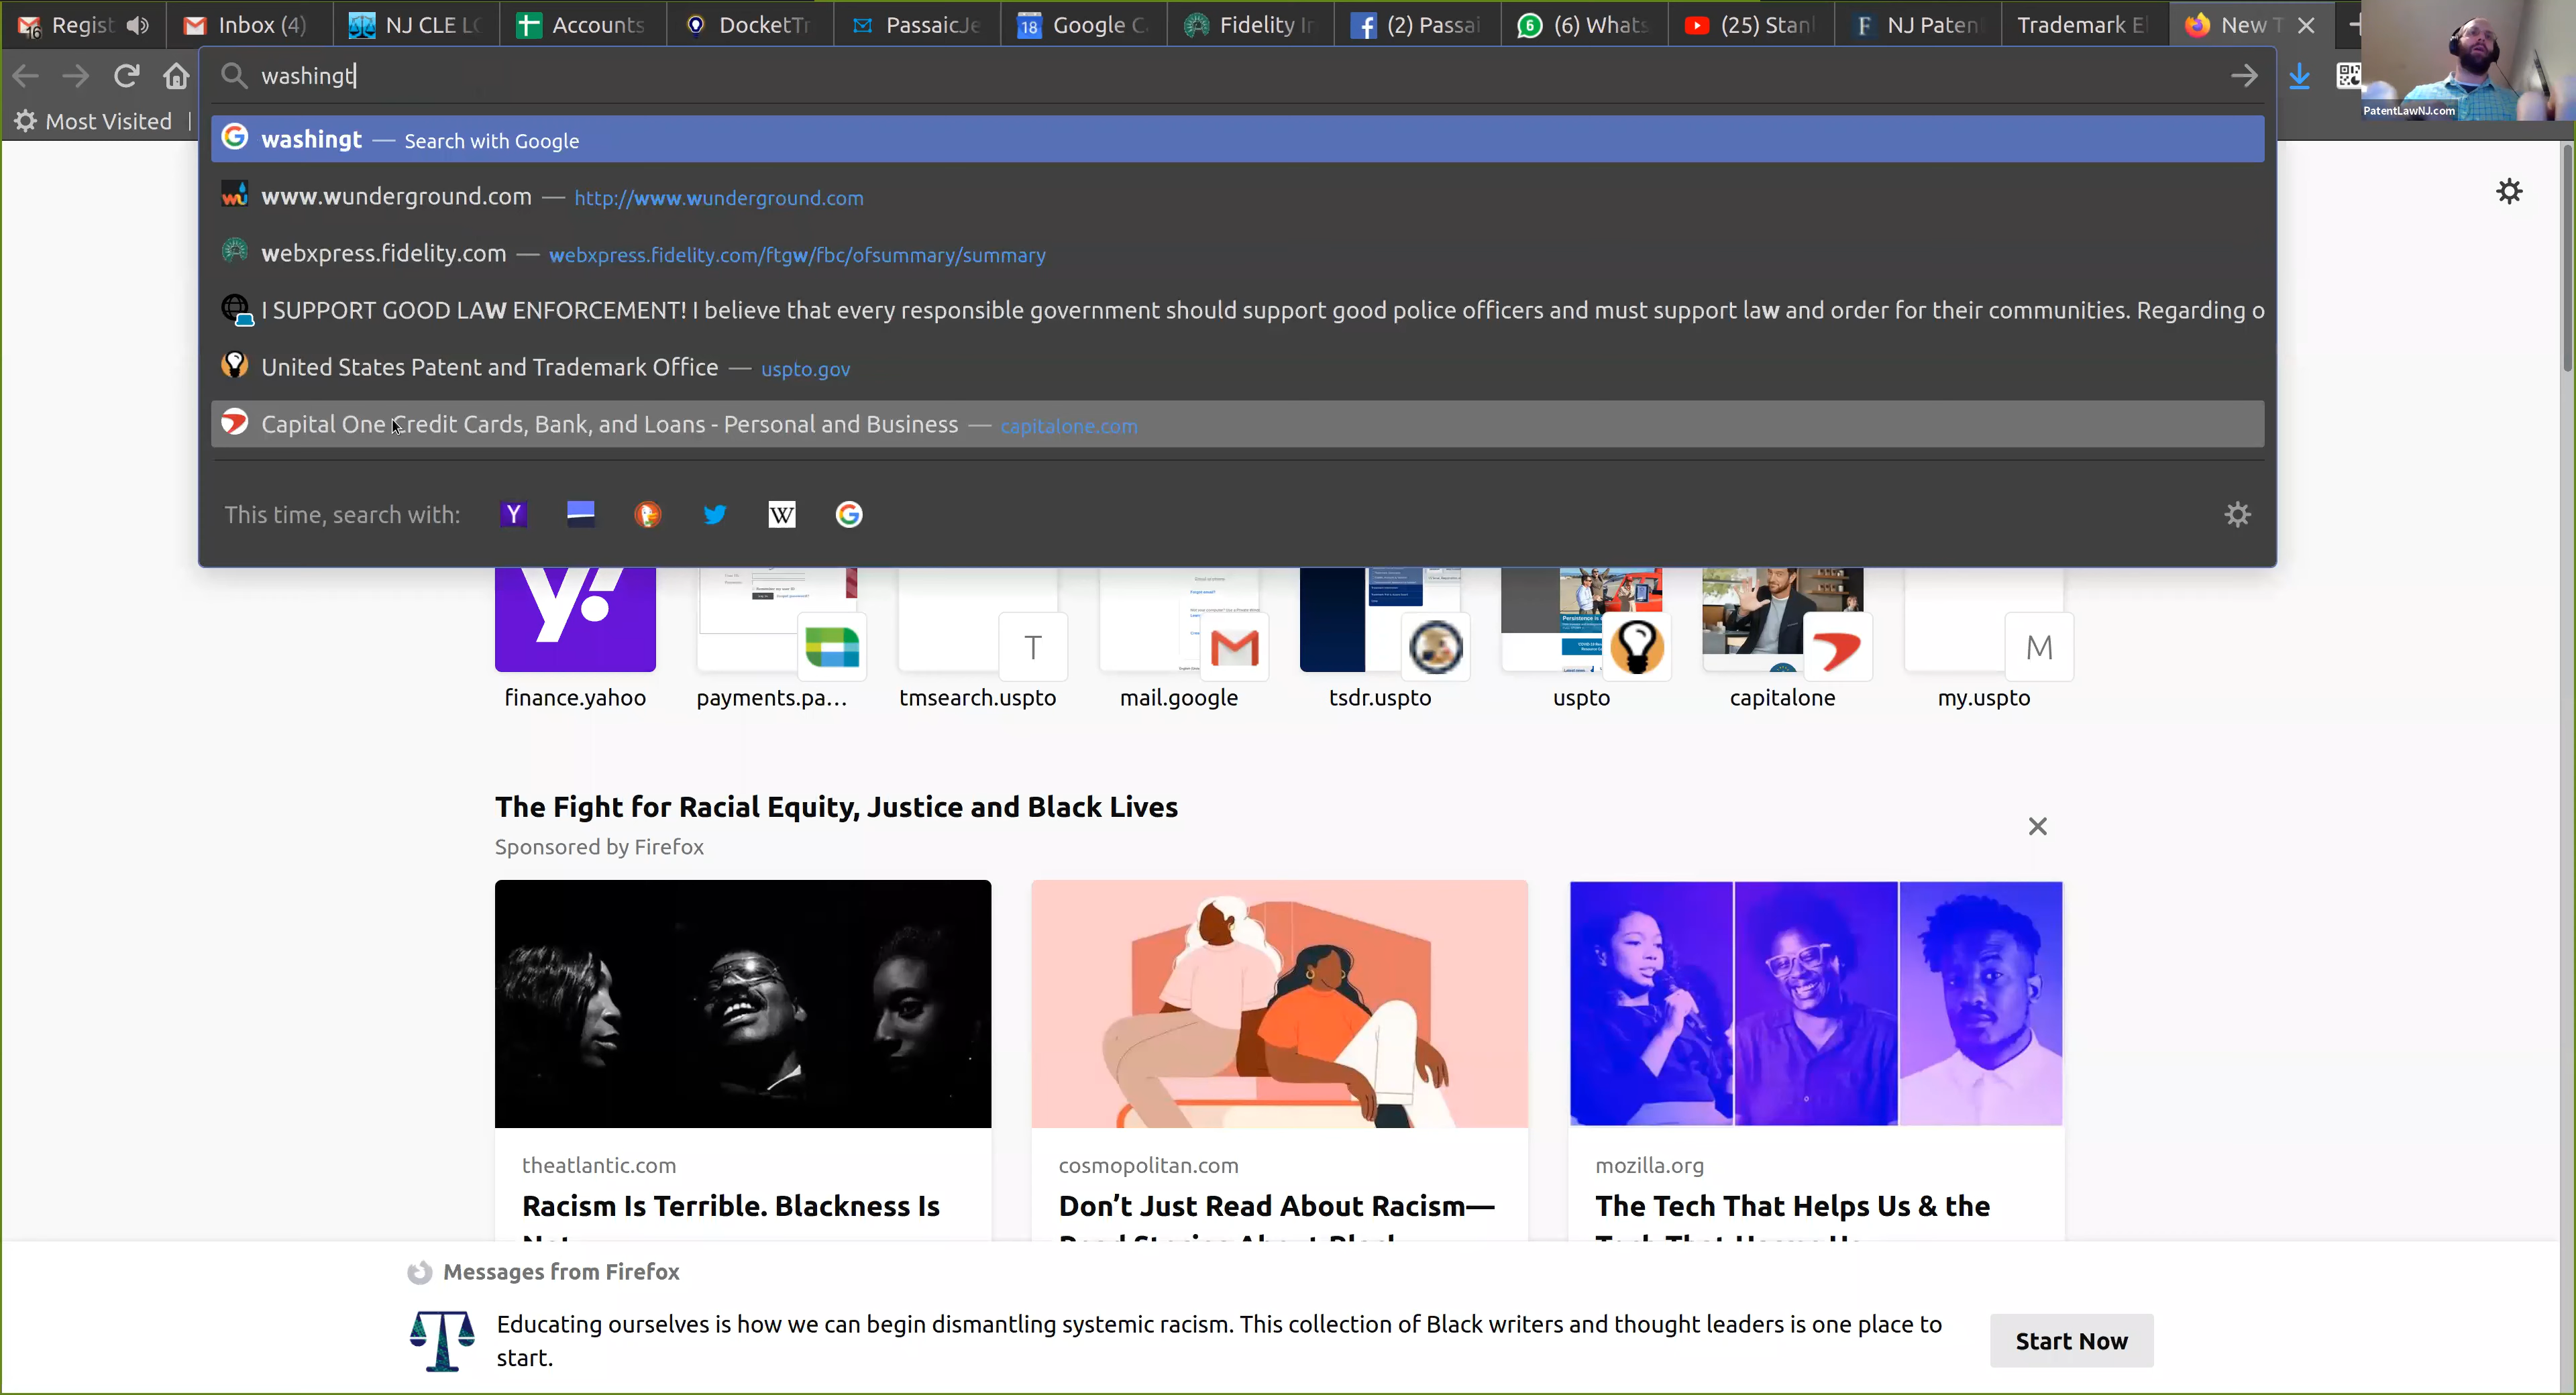 Regist
Inbox (4)
NJ CLE LC
Accounts
DocketTr
PassaicJe
Google C
18
Fidelity In
(2) Passai
6
(6) Whats
(25) Stan
NJ Paten
Trademark El
New T
washingt
PatentLawNJ.com
Most Visited
washingt — Search with Google
www.wunderground.com — http://www.wunderground.com
webxpress.fidelity.com — webxpress.fidelity.com/ftgw/fbc/ofsummary/summary
I SUPPORT GOOD LAW ENFORCEMENT! I believe that every responsible government should support good police officers and must support law and order for their communities. Regarding o
United States Patent and Trademark Office — uspto.gov
Capital One Credit Cards, Bank, and Loans - Personal and Business — capitalone.com
This time, search with:
T
M
finance.yahoo
payments.pa...
tmsearch.uspto
mail.google
tsdr.uspto
uspto
capitalone
my.uspto
The Fight for Racial Equity, Justice and Black Lives
Sponsored by Firefox
theatlantic.com
Racism Is Terrible. Blackness Is
cosmopolitan.com
Don't Just Read About Racism—
mozilla.org
The Tech That Helps Us & the
Messages from Firefox
Educating ourselves is how we can begin dismantling systemic racism. This collection of Black writers and thought leaders is one place to
start.
Start Now